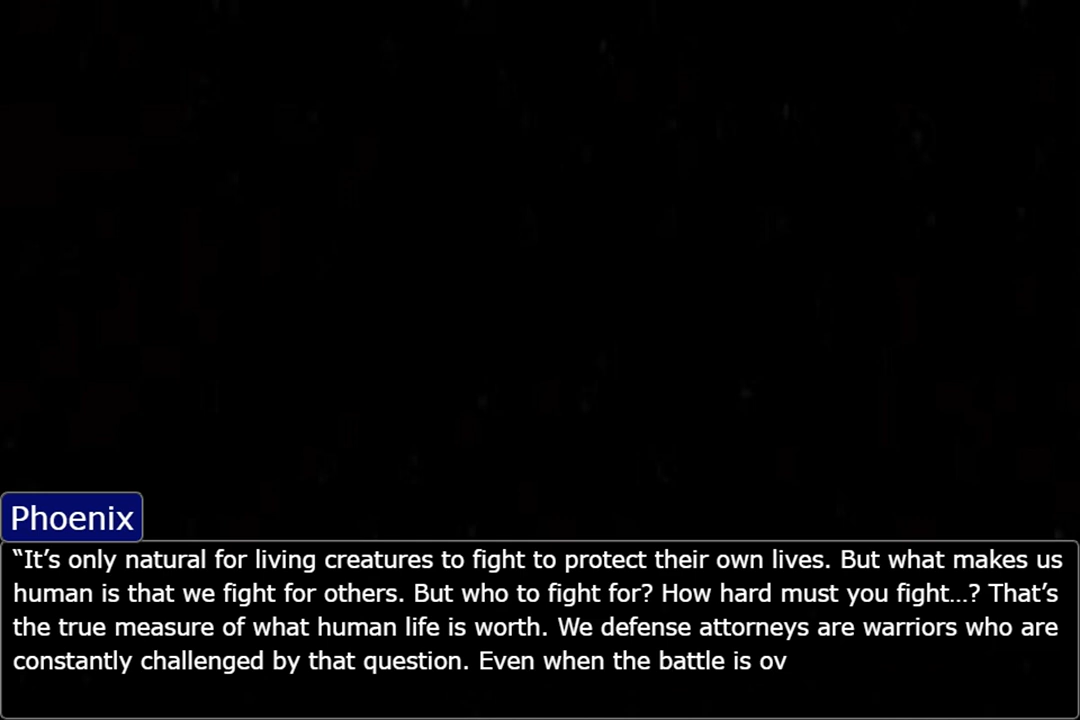 Phoenix
“It’s only natural for living creatures to fight to protect their own lives. But what makes us
human is that we fight for others. But who to fight for? How hard must you fight…? That’s
the true measure of what human life is worth. We defense attorneys are warriors who are
constantly challenged by that question. Even when the battle is ov